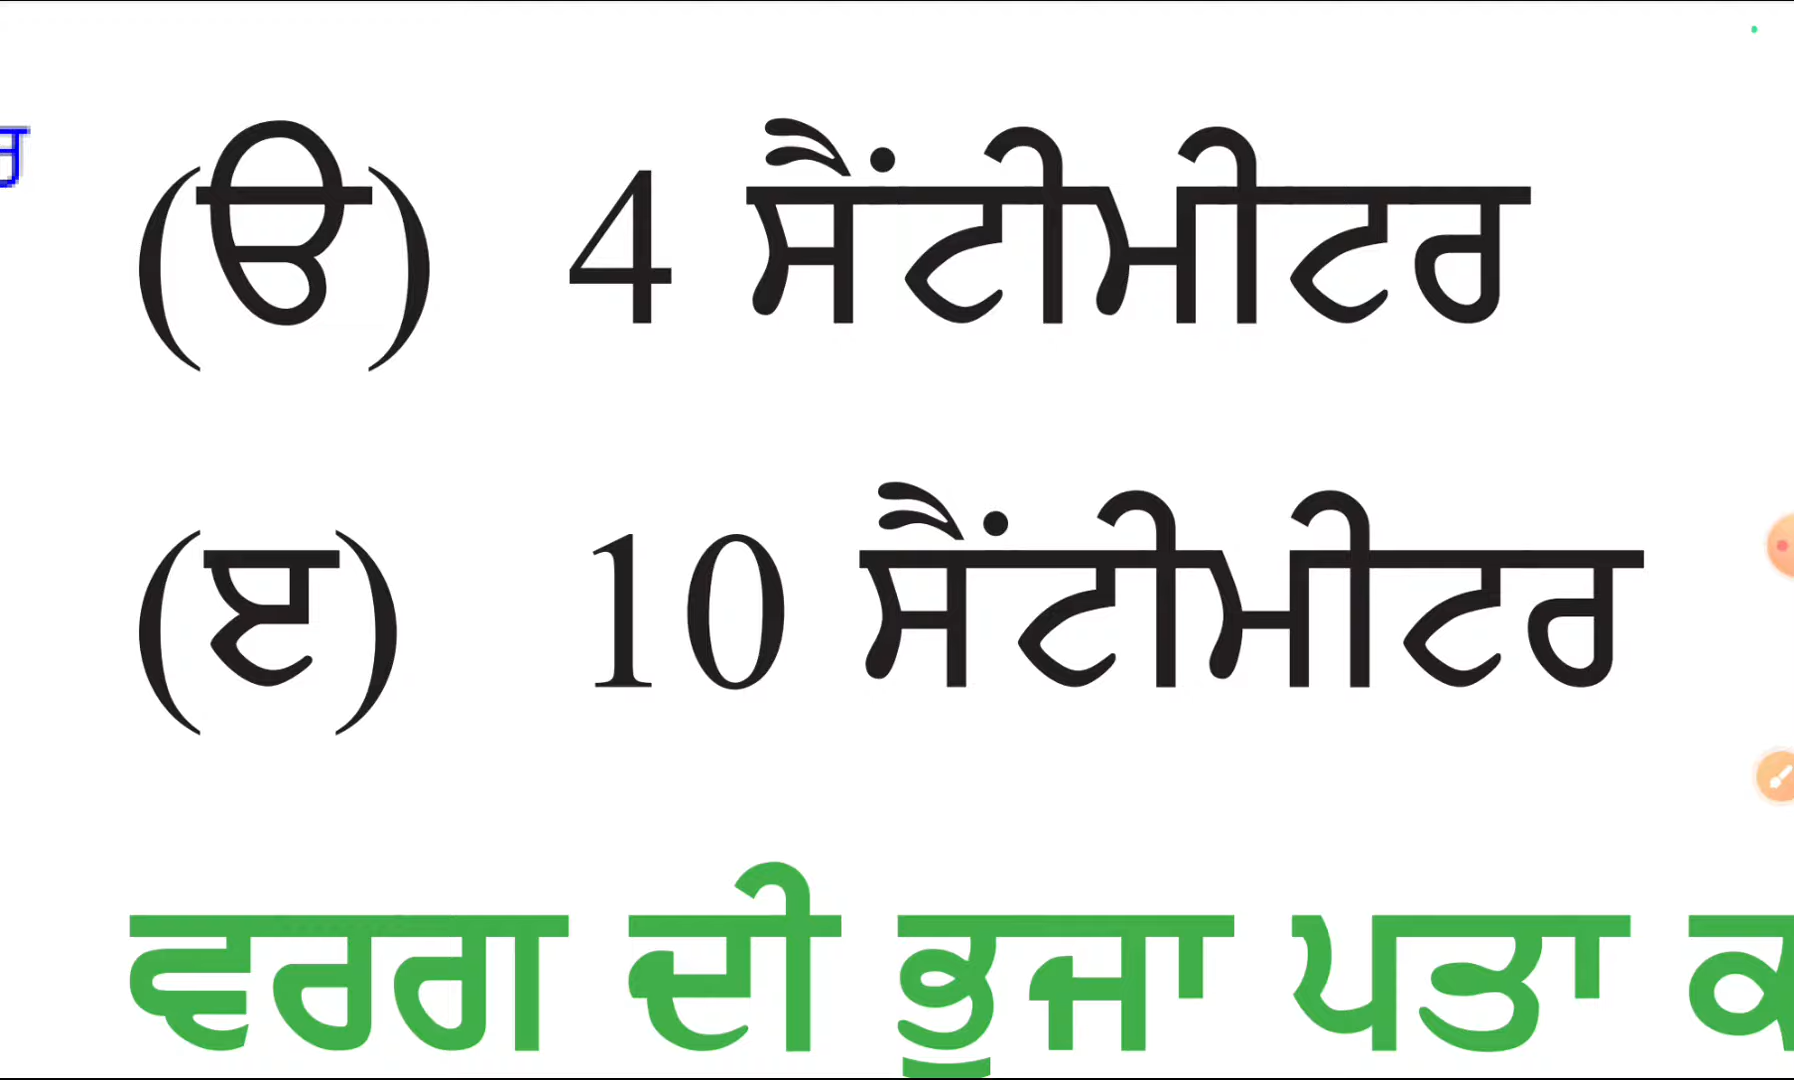 (ੳ) 4 ਸੈਂਟੀਮੀਟਰ
(ੲ) 10 ਸੈਂਟੀਮੀਟਰ
ਵਰਗ ਦੀ ਭੁਜਾ ਪਤਾ